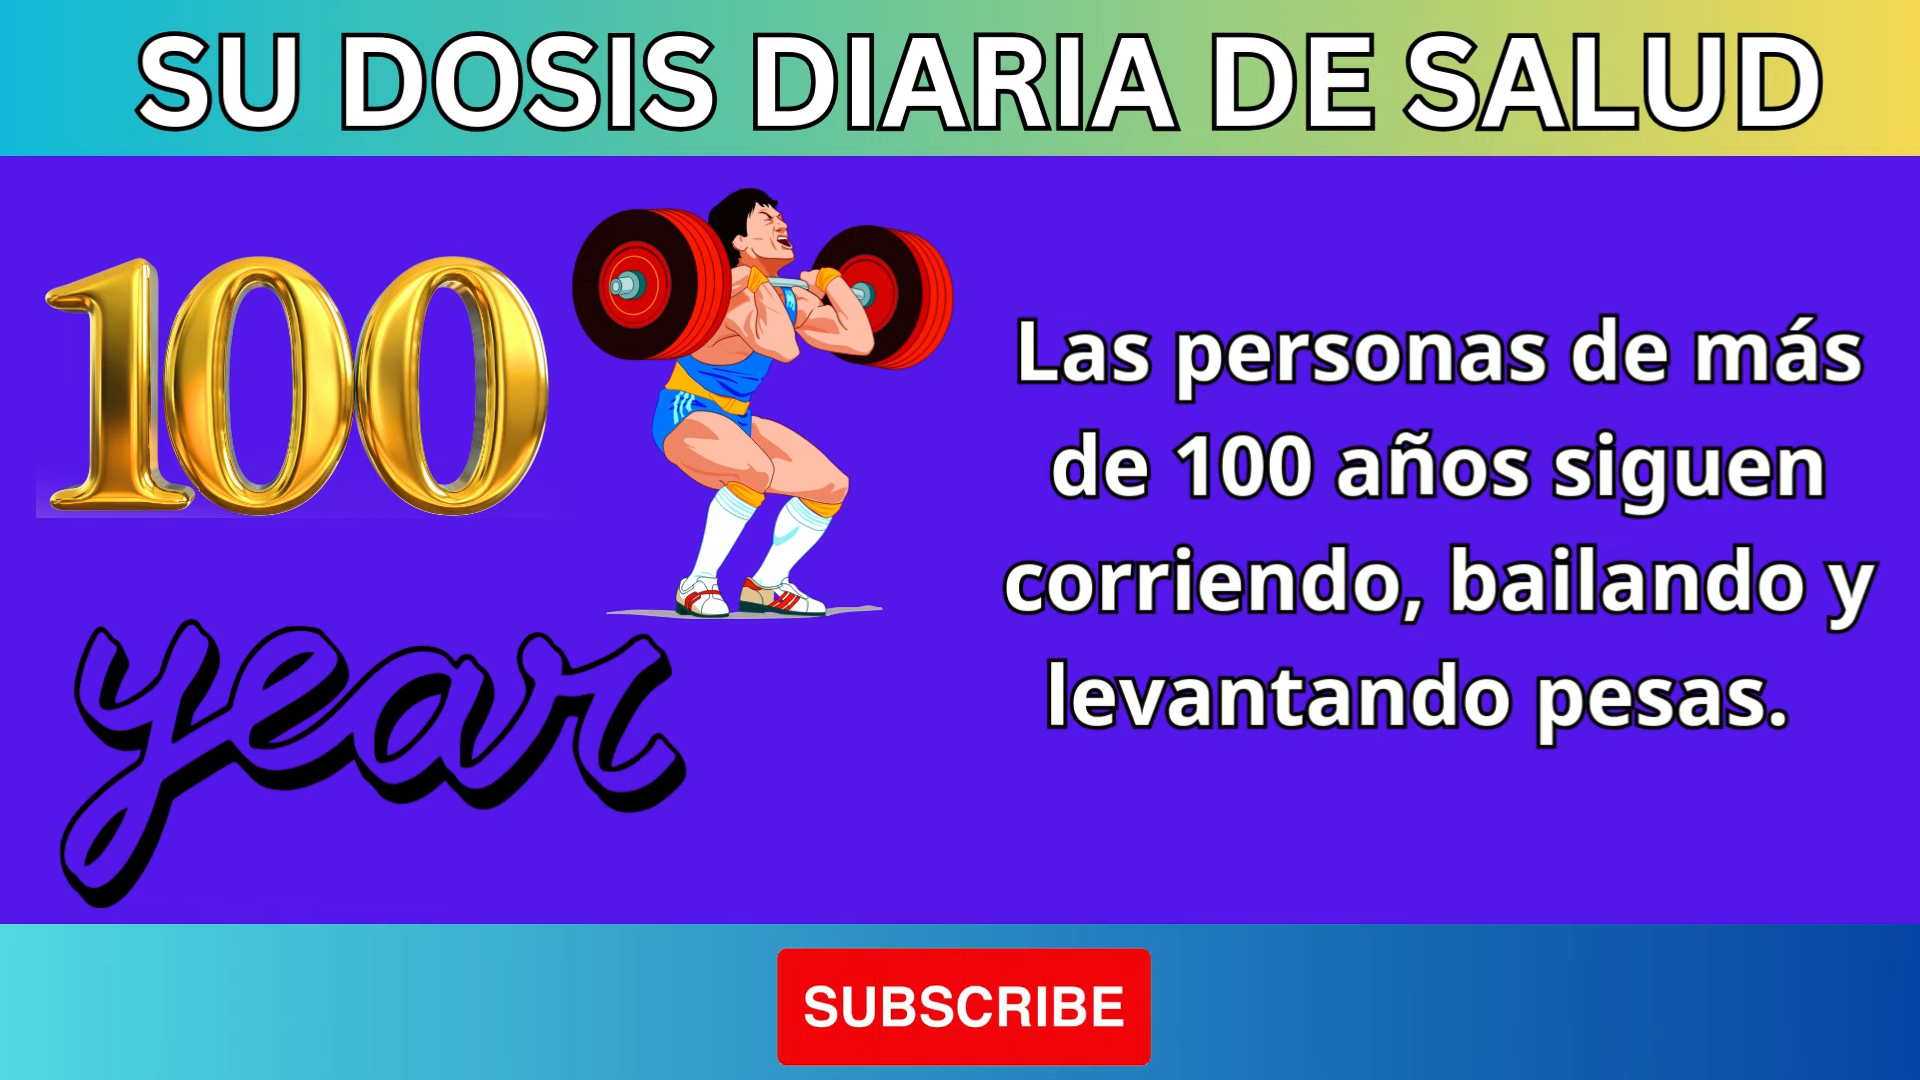 SU DOSIS DIARIA DE SALUD
100
year
Las personas de más
de 100 años siguen
corriendo, bailando y
levantando pesas.
SUBSCRIBE